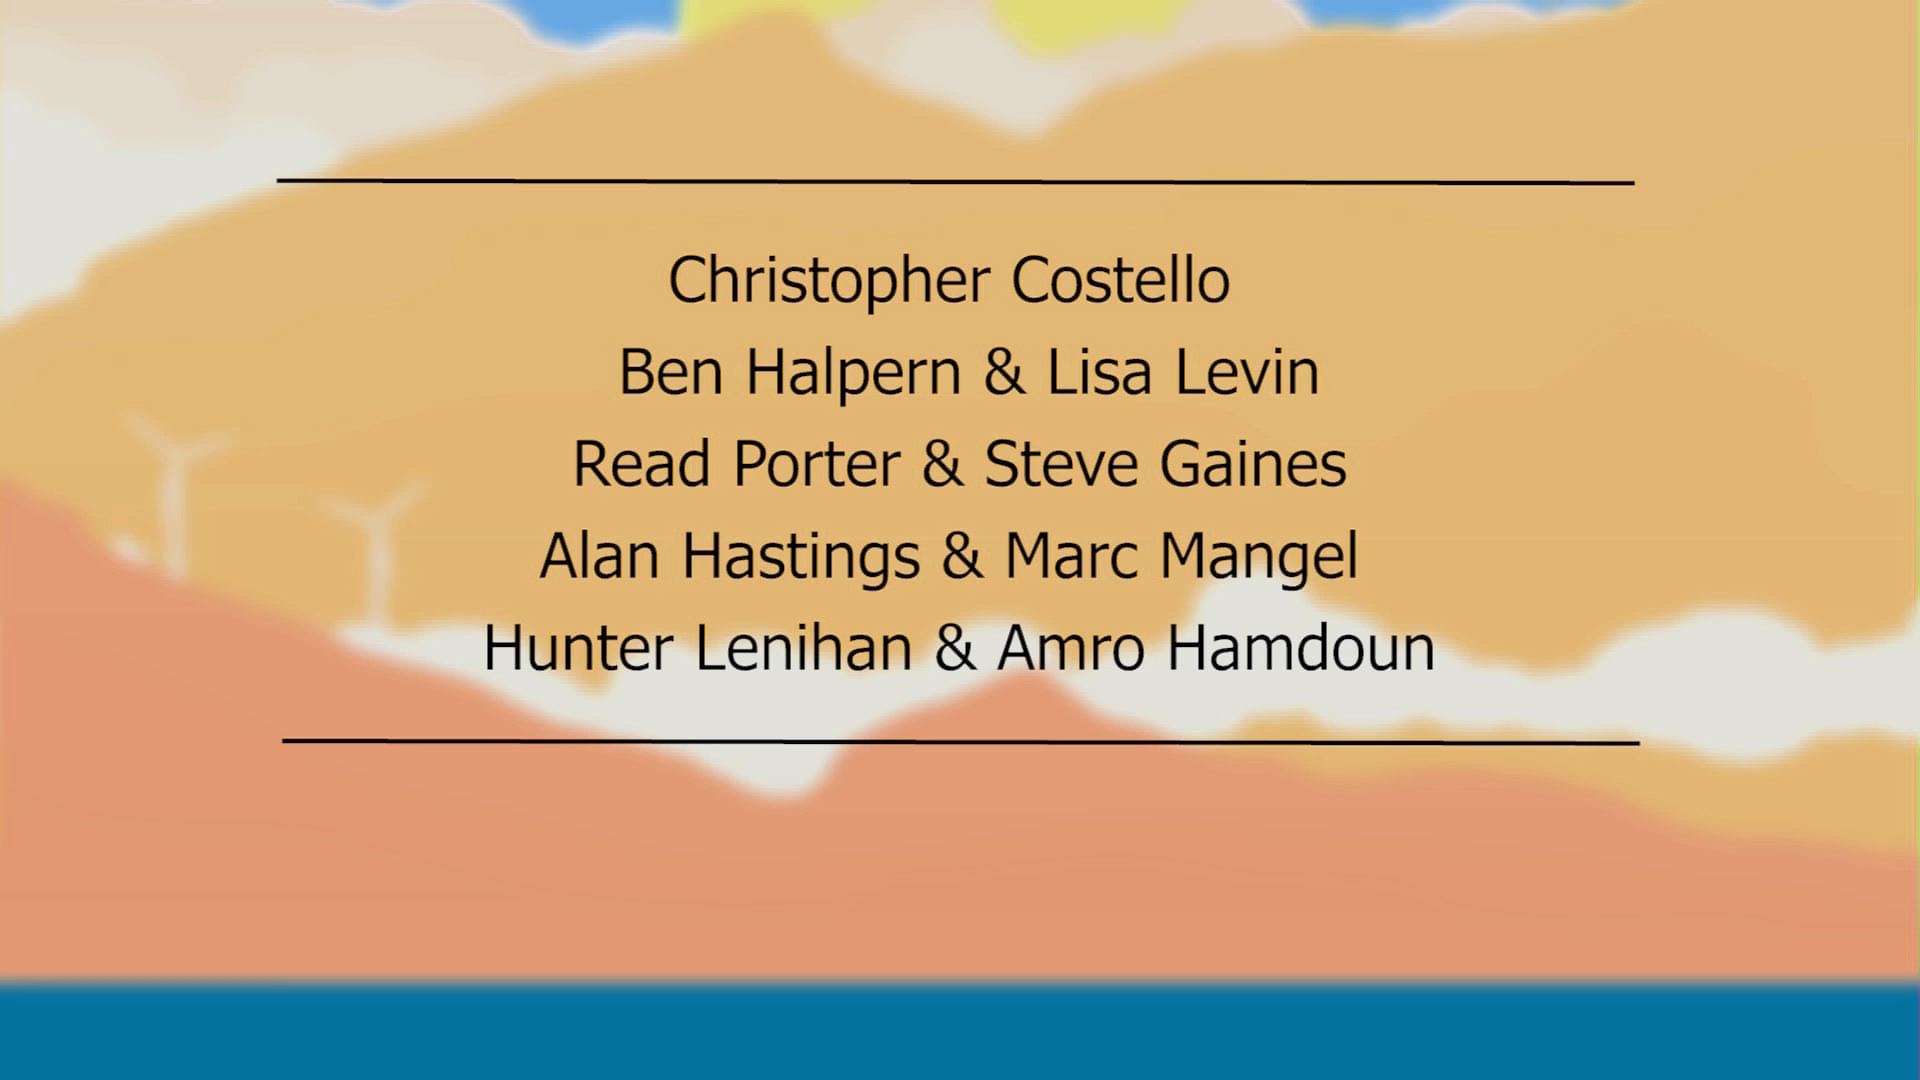 Christopher Costello
Ben Halpern & Lisa Levin
Read Porter & Steve Gaines
Alan Hastings & Marc Mangel
Hunter Lenihan & Amro Hamdoun